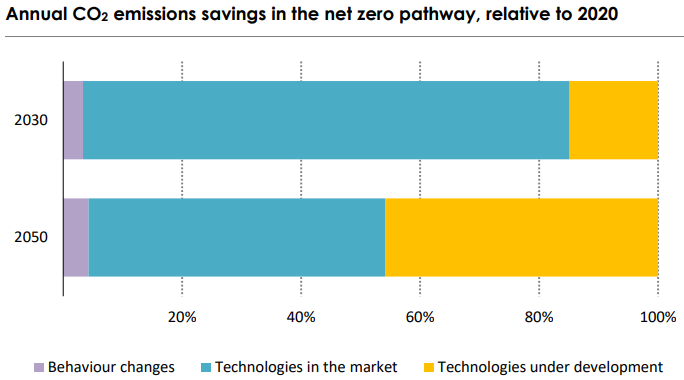 Annual CO₂ emissions savings in the net zero pathway, relative to 2020
2030
2050
20% 40% 60% 80% 100%
Behaviour changes Technologies in the market Technologies under development